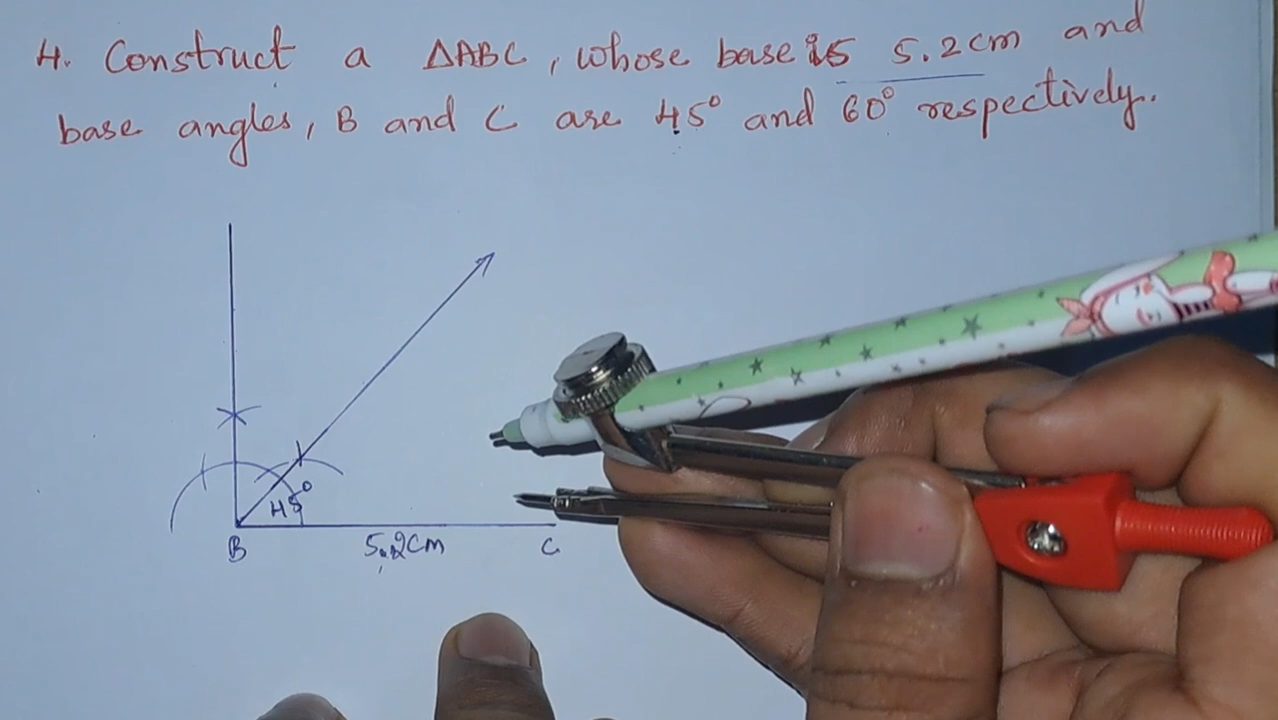 4. Construct a ΔABC, whose base is 5.2cm and
base angles, B and C are 45° and 60° respectively.
45°
B 5.2cm C